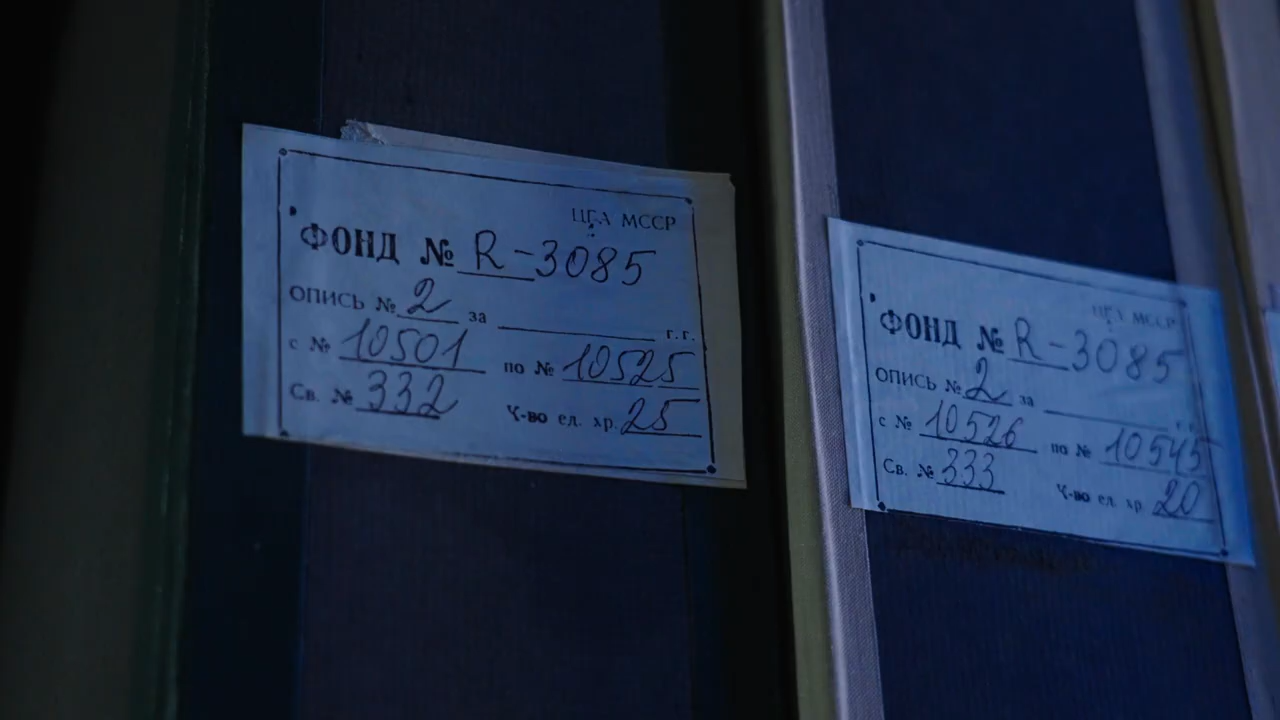 ЦГА МССР
ФОНД № R-3085
ОПИСЬ № 2 за г.г.
с № 10501 по № 10525
Св. № 332 К-во ед. хр. 25
ЦГА МССР
ФОНД № R-3085
ОПИСЬ № 2 за
с № 10526 по № 10545
Св. № 333 К-во ед. хр. 20